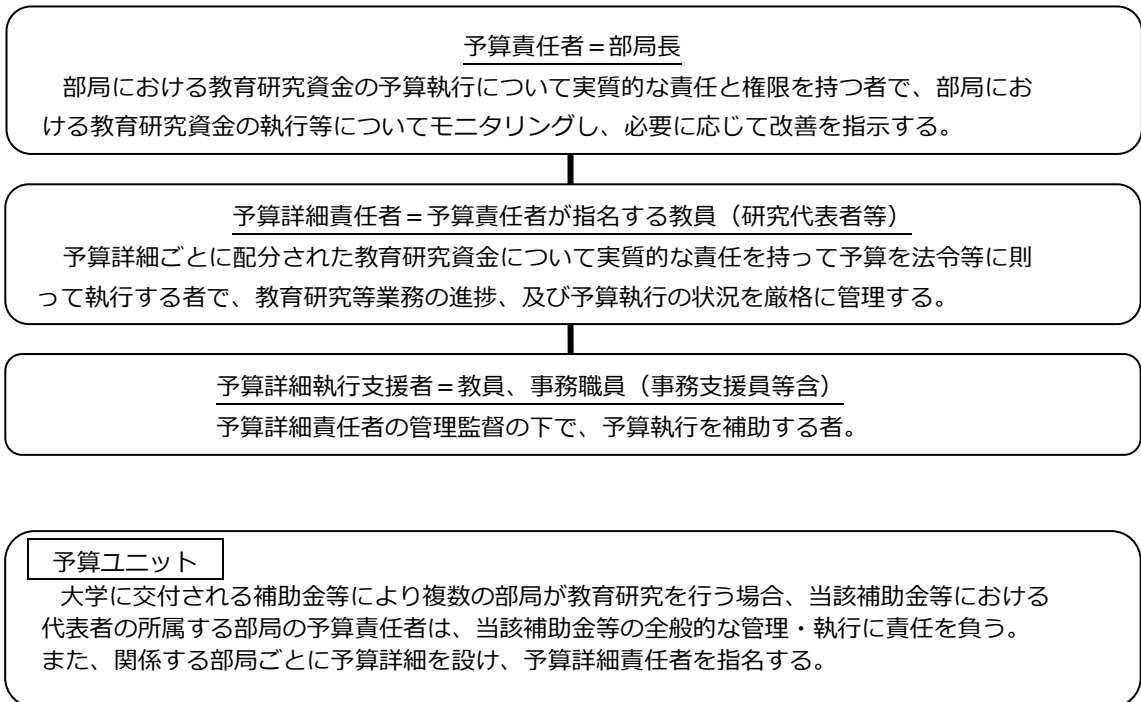 予算責任者＝部局長
部局における教育研究資金の予算執行について実質的な責任と権限を持つ者で、部局にお
ける教育研究資金の執行等についてモニタリングし、必要に応じて改善を指示する。
予算詳細責任者＝予算責任者が指名する教員（研究代表者等）
予算詳細ごとに配分された教育研究資金について実質的な責任を持って予算を法令等に則
って執行する者で、教育研究等業務の進捗、及び予算執行の状況を厳格に管理する。
予算詳細執行支援者＝教員、事務職員（事務支援員等含）
予算詳細責任者の管理監督の下で、予算執行を補助する者。
予算ユニット
大学に交付される補助金等により複数の部局が教育研究を行う場合、当該補助金等における
代表者の所属する部局の予算責任者は、当該補助金等の全般的な管理・執行に責任を負う。
また、関係する部局ごとに予算詳細を設け、予算詳細責任者を指名する。